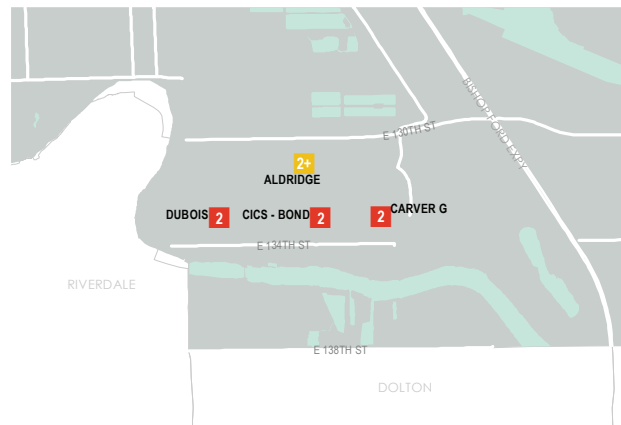 BISHOP FORD EXPY
E 130TH ST
2+
ALDRIDGE
DUBOIS 2
CICS - BOND 2
2 CARVER G
E 134TH ST
RIVERDALE
E 138TH ST
DOLTON